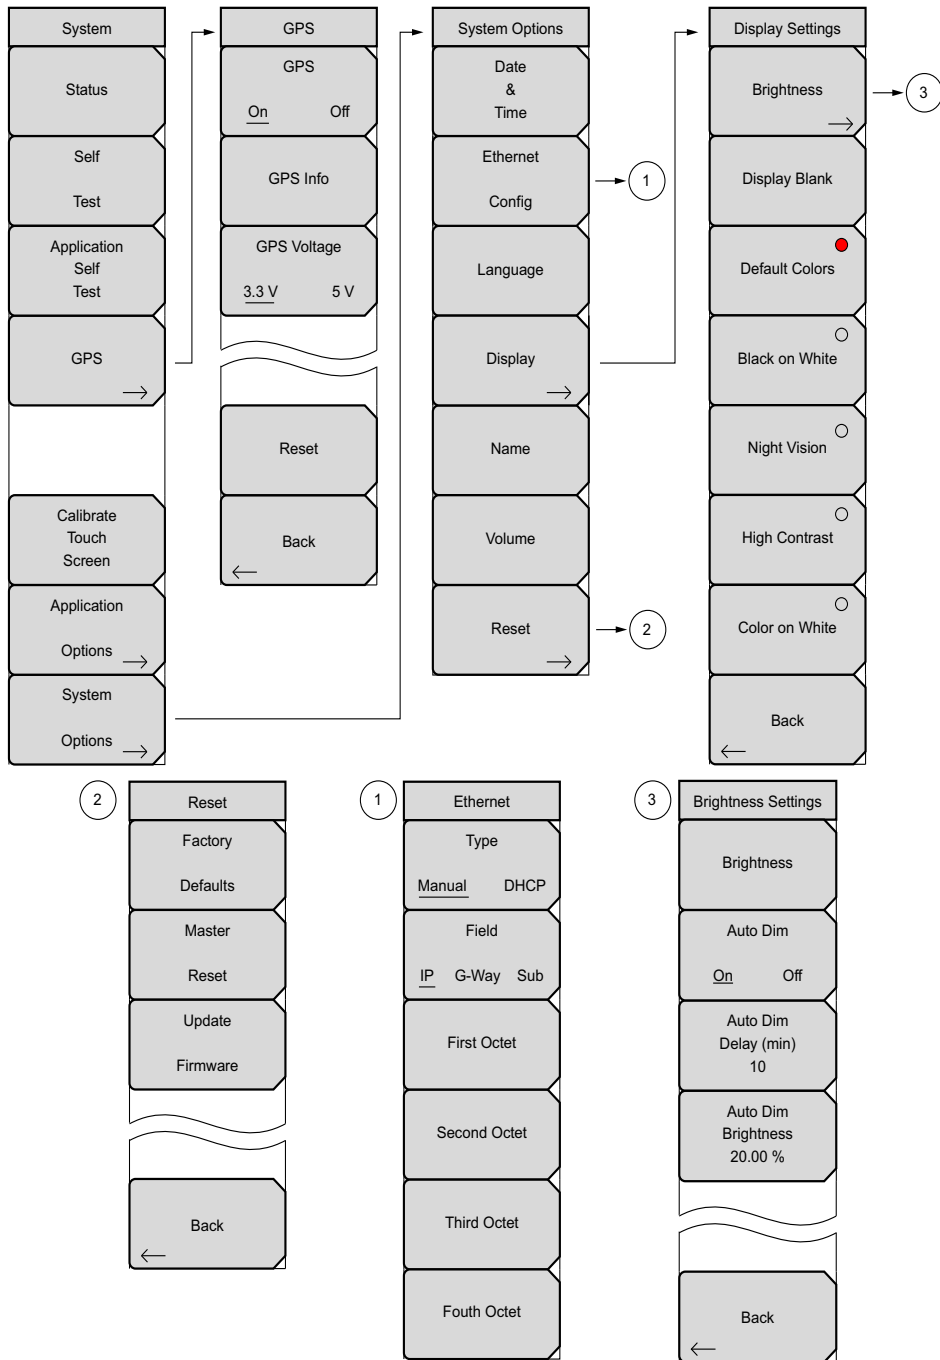 System
Status
Self
Test
Application
Self
Test
GPS
Calibrate
Touch
Screen
Application
Options
System
Options
GPS
GPS
On Off
GPS Info
GPS Voltage
3.3 V 5 V
Reset
Back
System Options
Date
&
Time
Ethernet
Config
1
Language
Display
Name
Volume
Reset
2
Display Settings
Brightness
3
Display Blank
Default Colors
Black on White
Night Vision
High Contrast
Color on White
Back
2
Reset
Factory
Defaults
Master
Reset
Update
Firmware
Back
1
Ethernet
Type
Manual DHCP
Field
IP G-Way Sub
First Octet
Second Octet
Third Octet
Fouth Octet
3
Brightness Settings
Brightness
Auto Dim
On Off
Auto Dim
Delay (min)
10
Auto Dim
Brightness
20.00 %
Back